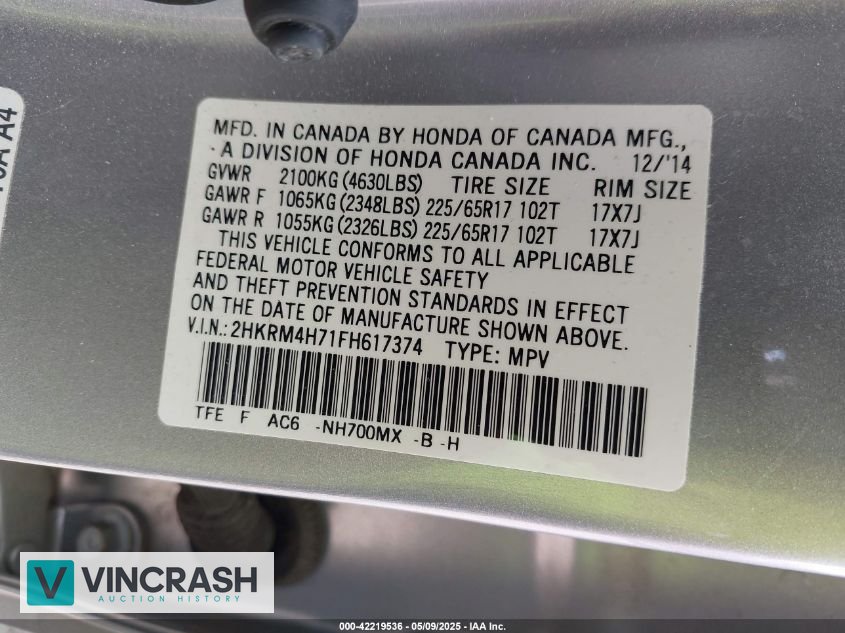 MFD. IN CANADA BY HONDA OF CANADA MFG.,
A DIVISION OF HONDA CANADA INC. 12/'14
GVWR 2100KG (4630LBS) TIRE SIZE RIM SIZE
GAWR F 1065KG (2348LBS) 225/65R17 102T 17X7J
GAWR R 1055KG (2326LBS) 225/65R17 102T 17X7J
THIS VEHICLE CONFORMS TO ALL APPLICABLE
FEDERAL MOTOR VEHICLE SAFETY
AND THEFT PREVENTION STANDARDS IN EFFECT
ON THE DATE OF MANUFACTURE SHOWN ABOVE.
V.I.N.: 2HKRM4H71FH617374 TYPE: MPV
TFE F AC6 -NH700MX -B -H
A4
V VINCRASH
AUCTION HISTORY
000-42219536 - 05/09/2025 - IAA Inc.